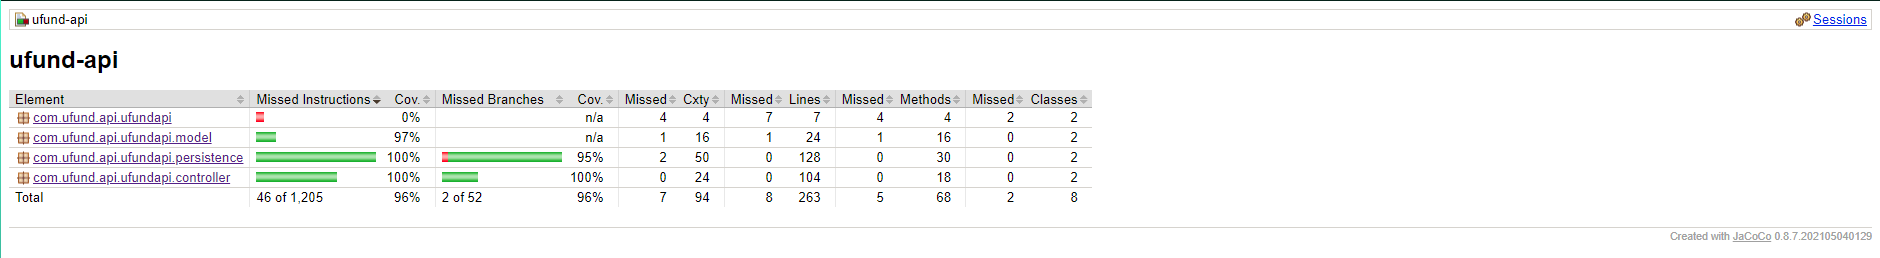 ufund-api Sessions
ufund-api
Element Missed Instructions Cov. Missed Branches Cov. Missed Cxty Missed Lines Missed Methods Missed Classes
com.ufund.api.ufundapi 0% n/a 4 4 7 7 4 4 2 2
com.ufund.api.ufundapi.model 97% n/a 1 16 1 24 1 16 0 2
com.ufund.api.ufundapi.persistence 100% 95% 2 50 0 128 0 30 0 2
com.ufund.api.ufundapi.controller 100% 100% 0 24 0 104 0 18 0 2
Total 46 of 1,205 96% 2 of 52 96% 7 94 8 263 5 68 2 8
Created with JaCoCo 0.8.7.202105040129